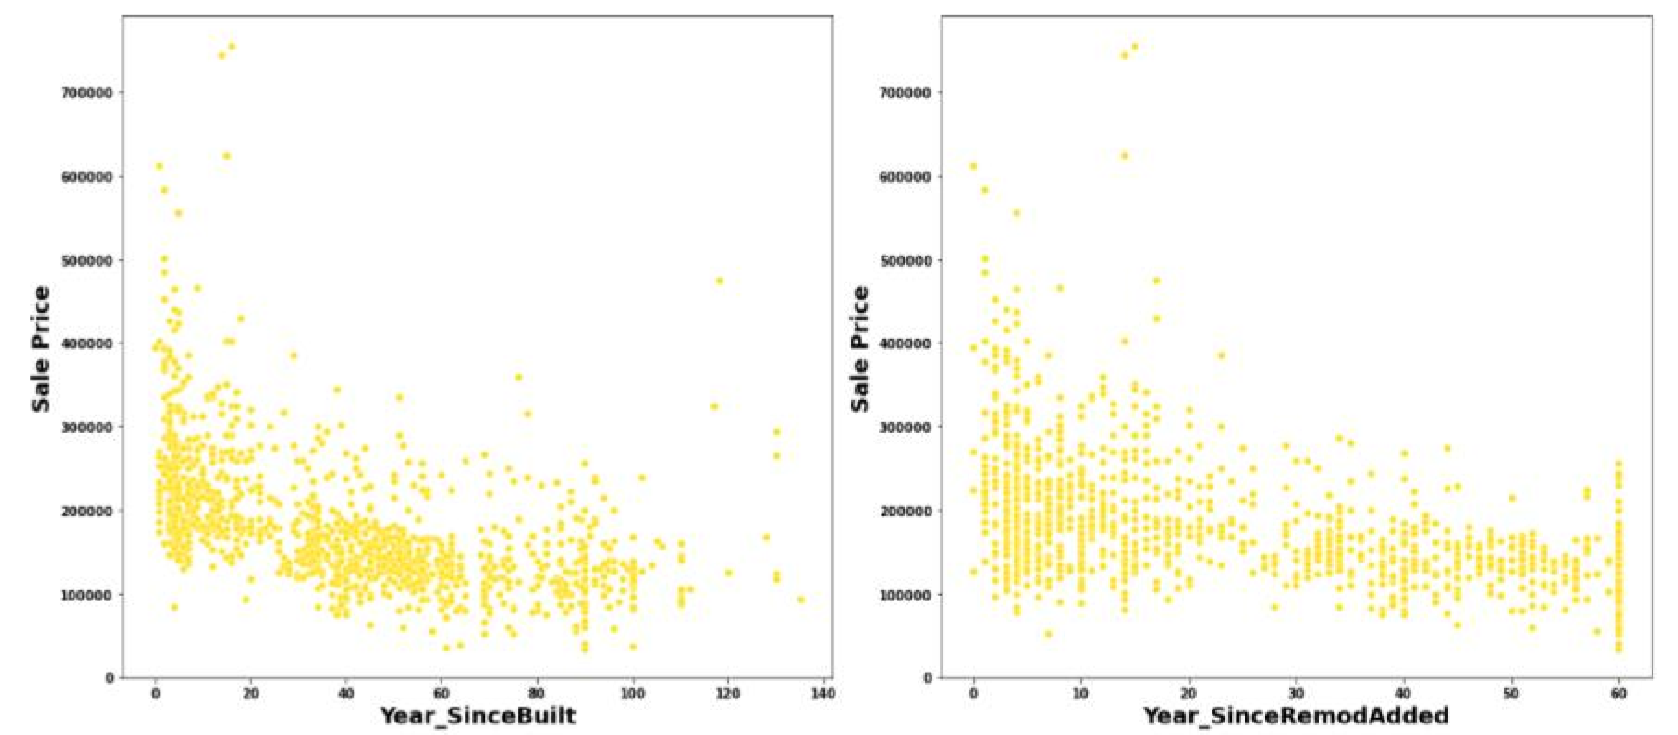 700000
600000
500000
400000
300000
200000
100000
0
Sale Price
0 20 40 60 80 100 120 140
Year_SinceBuilt
700000
600000
500000
400000
300000
200000
100000
0
Sale Price
0 10 20 30 40 50 60
Year_SinceRemodAdded